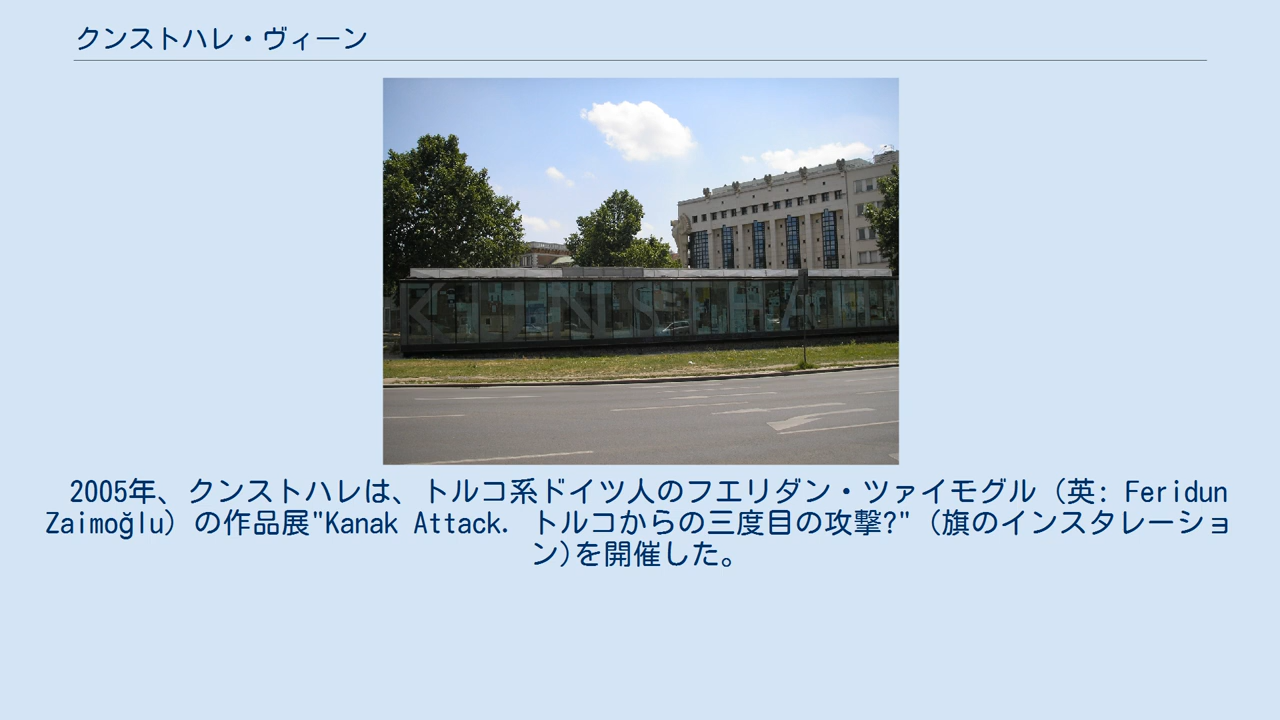 クンストハレ・ヴィーン
KUNSTHA
2005年、クンストハレは、トルコ系ドイツ人のフエリダン・ツァイモグル (英: Feridun
Zaimoğlu) の作品展"Kanak Attack. トルコからの三度目の攻撃?" (旗のインスタレーショ
ン)を開催した。